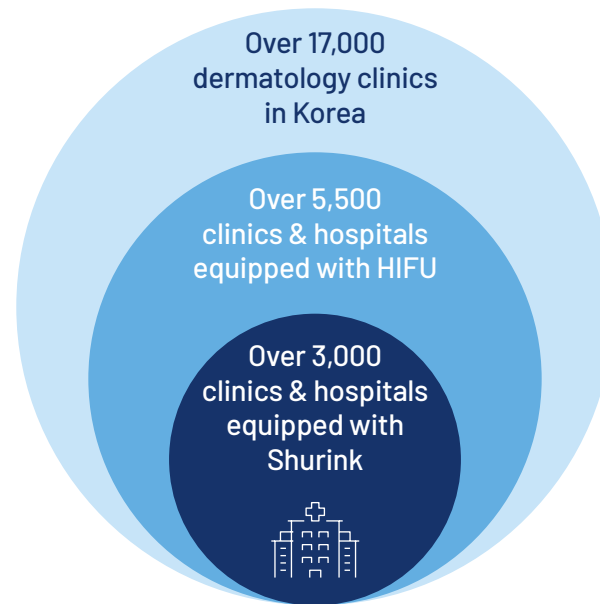 Over 17,000
dermatology clinics
in Korea
Over 5,500
clinics & hospitals
equipped with HIFU
Over 3,000
clinics & hospitals
equipped with
Shurink